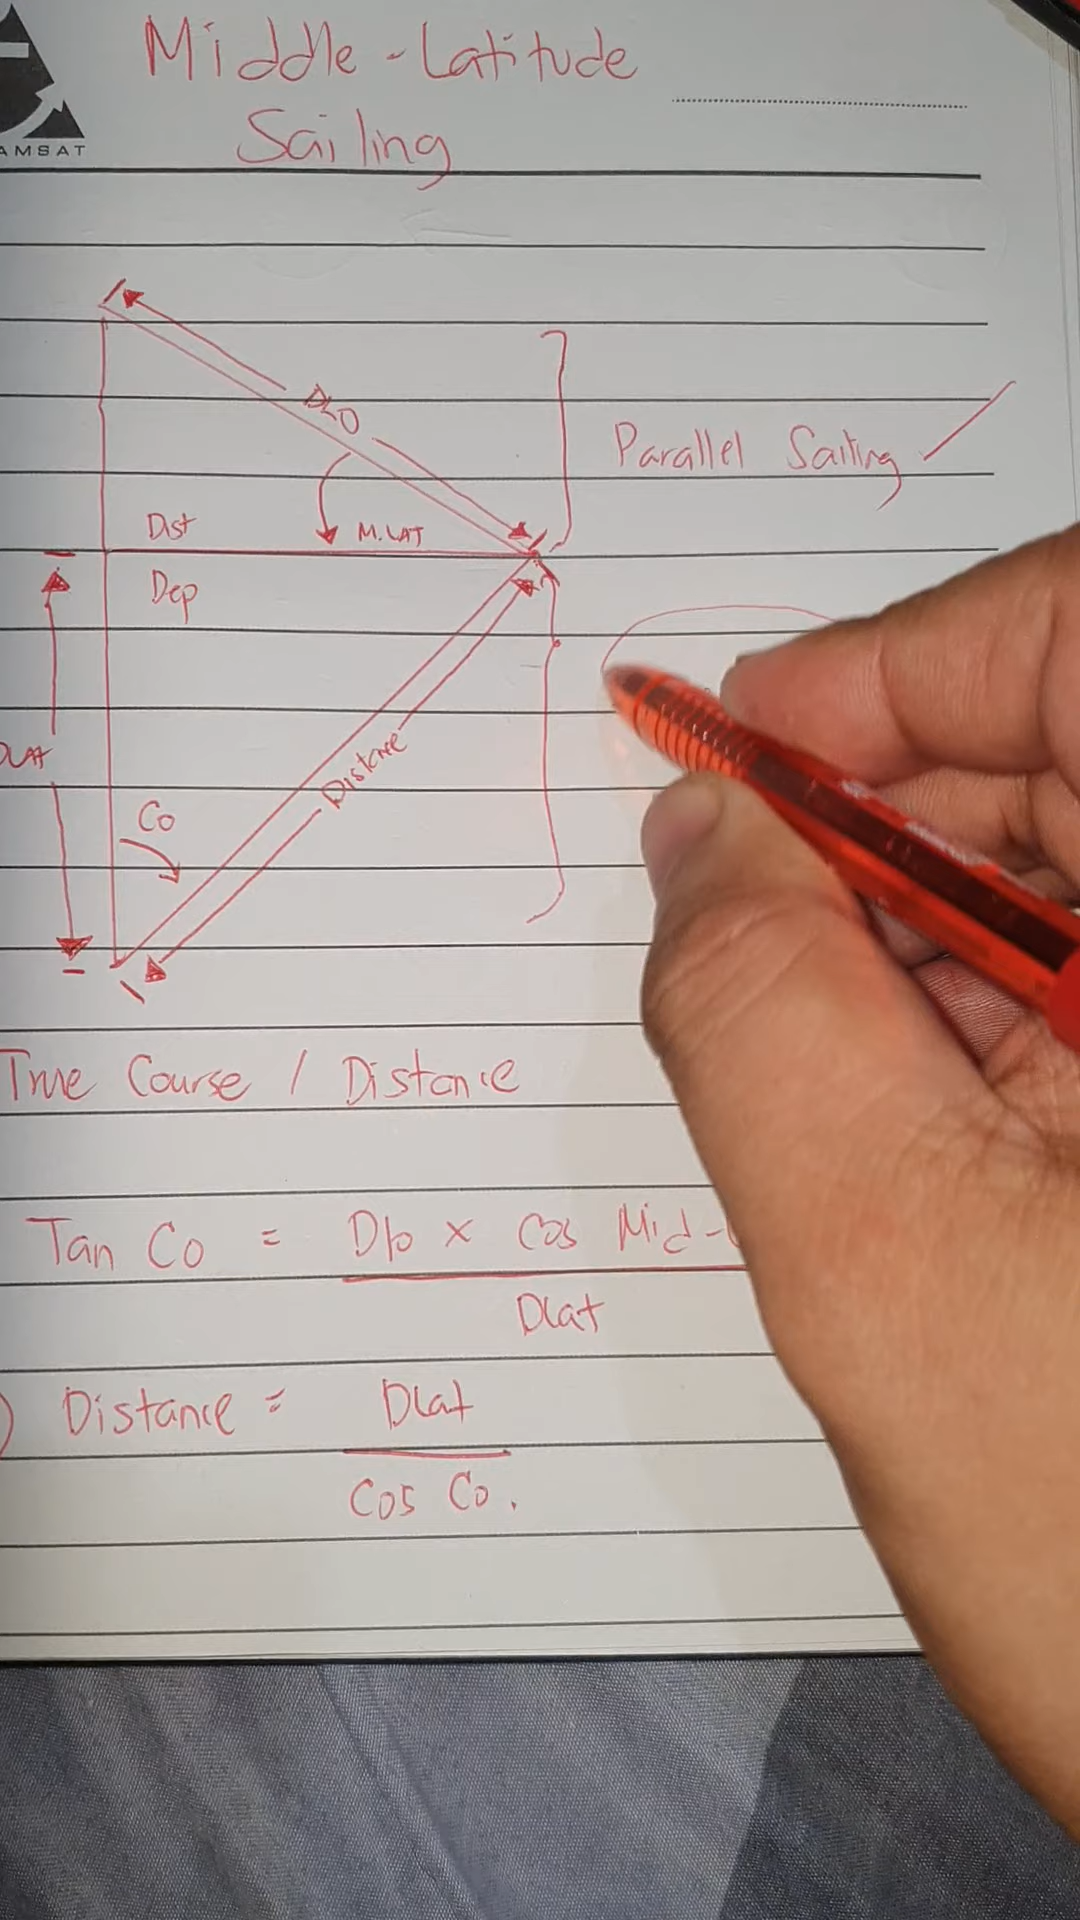 Middle-Latitude
Sailing
AMSAT
DLO
Parallel Sailing
Dist
M.LAT
Dep
DLAT
Distance
Co
True Course / Distance
Tan Co = Dlo x Cos Mid-
Dlat
) Distance = Dlat
Cos Co.